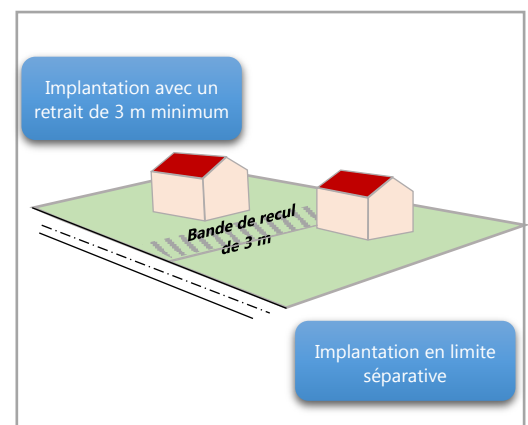 Implantation avec un
retrait de 3 m minimum
Bande de recul
de 3 m
Implantation en limite
séparative